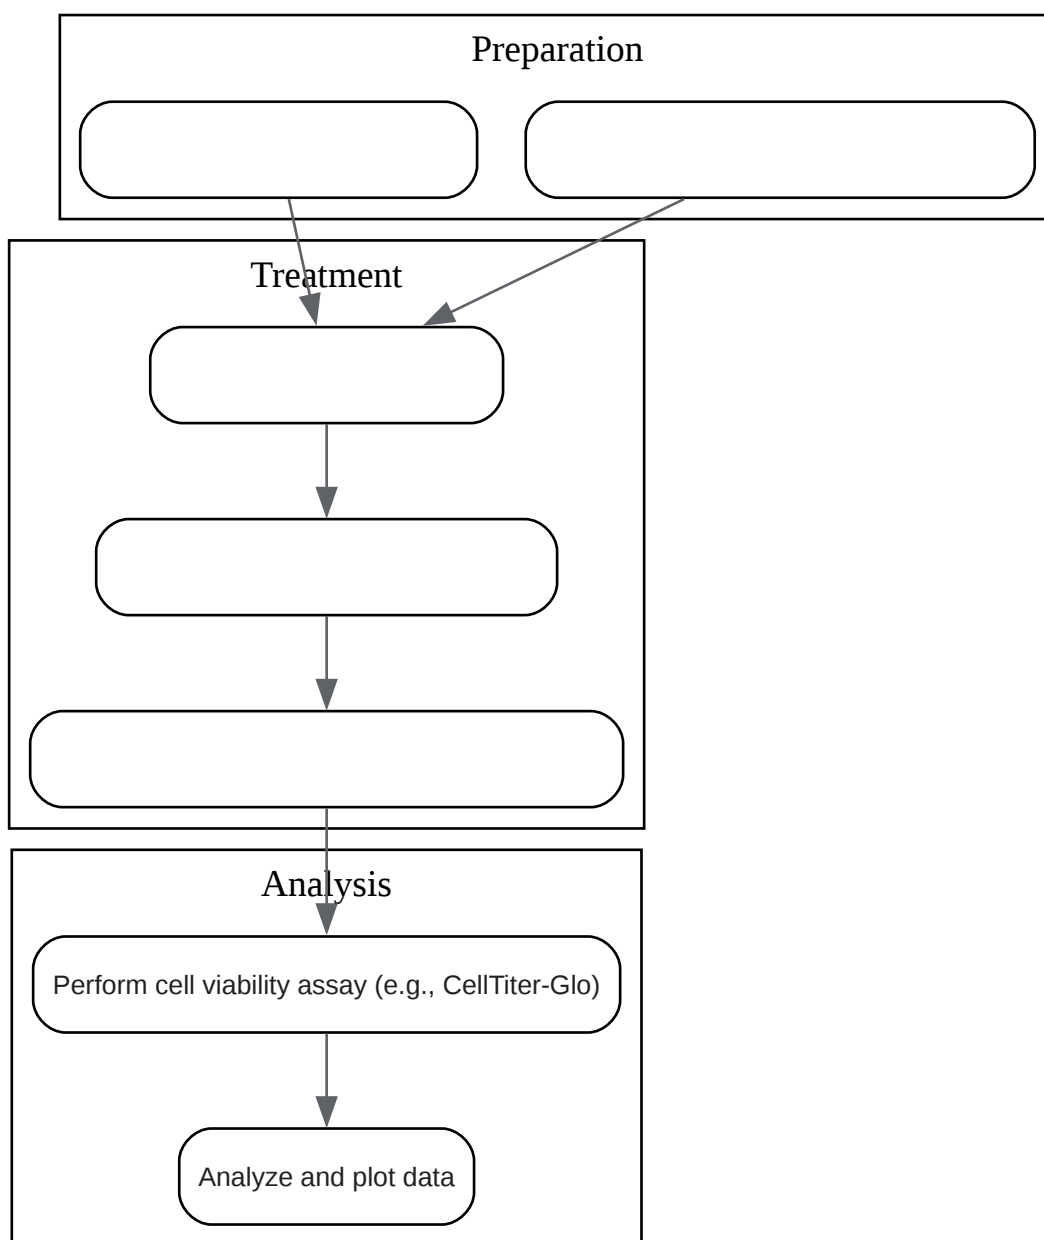 Preparation
Treatment
Analysis
Perform cell viability assay (e.g., CellTiter-Glo)
Analyze and plot data